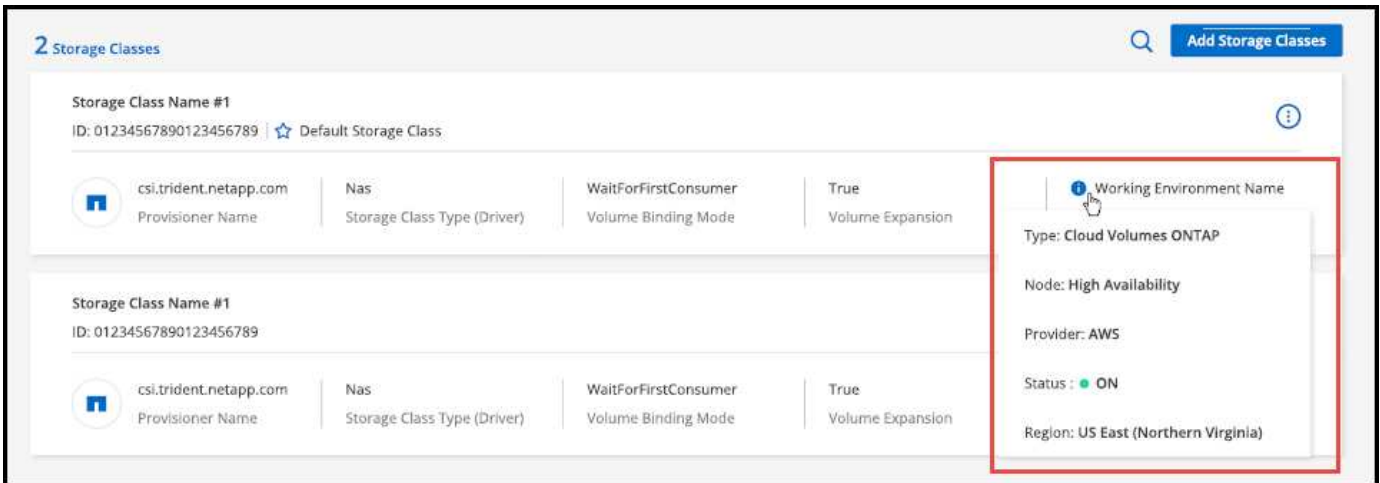 2 Storage Classes
Add Storage Classes
Storage Class Name #1
ID: 01234567890123456789 Default Storage Class
csi.trident.netapp.com Nas WaitForFirstConsumer True Working Environment Name
Provisioner Name Storage Class Type (Driver) Volume Binding Mode Volume Expansion
Type: Cloud Volumes ONTAP
Node: High Availability
Provider: AWS
Status : ON
Region: US East (Northern Virginia)
Storage Class Name #1
ID: 01234567890123456789
csi.trident.netapp.com Nas WaitForFirstConsumer True
Provisioner Name Storage Class Type (Driver) Volume Binding Mode Volume Expansion